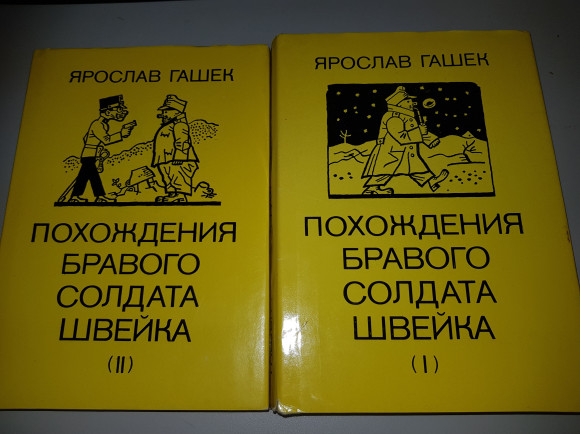 ЯРОСЛАВ ГАШЕК
ПОХОЖДЕНИЯ
БРАВОГО
СОЛДАТА
ШВЕЙКА
(II)
ЯРОСЛАВ ГАШЕК
ПОХОЖДЕНИЯ
БРАВОГО
СОЛДАТА
ШВЕЙКА
(I)